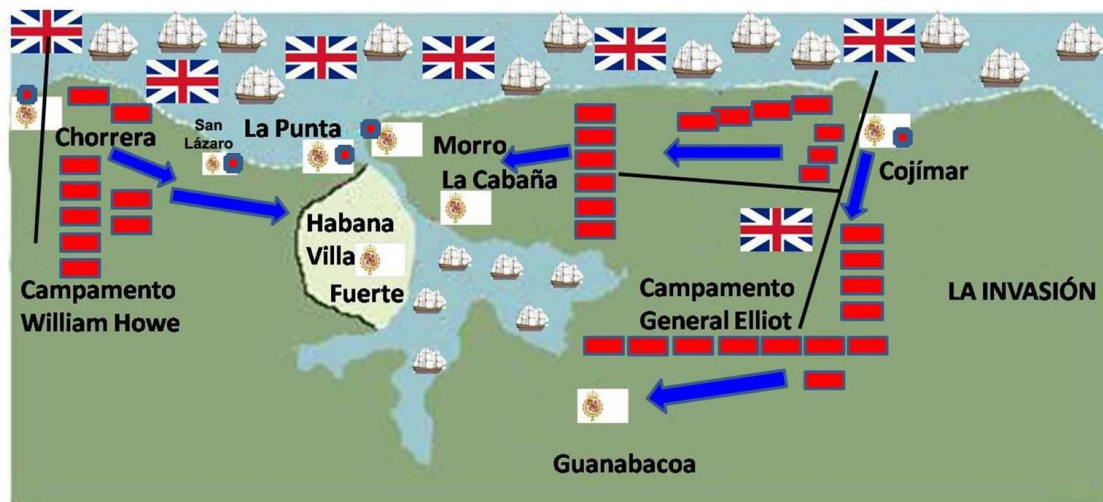 Chorrera
San
Lázaro
La Punta
Morro
La Cabaña
Cojímar
Habana
Villa
Fuerte
Campamento
William Howe
Campamento
General Elliot
LA INVASIÓN
Guanabacoa